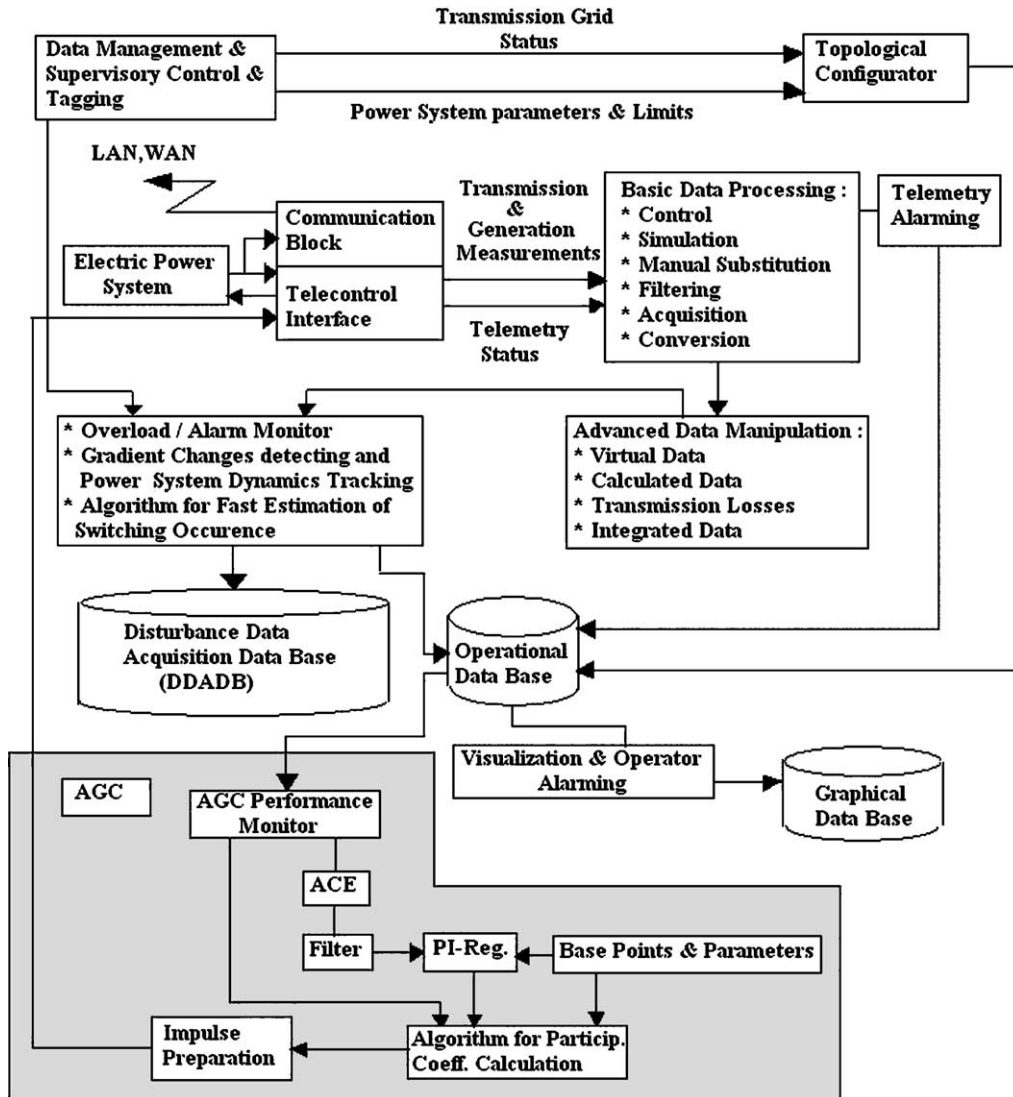 Transmission Grid
Status
Data Management &
Supervisory Control &
Tagging
Topological
Configurator
Power System parameters & Limits
LAN,WAN
Transmission
&
Generation
Measurements
Communication
Block
Electric Power
System
Telecontrol
Interface
Telemetry
Status
Basic Data Processing :
* Control
* Simulation
* Manual Substitution
* Filtering
* Acquisition
* Conversion
Telemetry
Alarming
* Overload / Alarm Monitor
* Gradient Changes detecting and
Power System Dynamics Tracking
* Algorithm for Fast Estimation of
Switching Occurence
Advanced Data Manipulation :
* Virtual Data
* Calculated Data
* Transmission Losses
* Integrated Data
Disturbance Data
Acquisition Data Base
(DDADB)
Operational
Data Base
Visualization & Operator
Alarming
Graphical
Data Base
AGC
AGC Performance
Monitor
ACE
Filter
PI-Reg.
Base Points & Parameters
Impulse
Preparation
Algorithm for Particip.
Coeff. Calculation